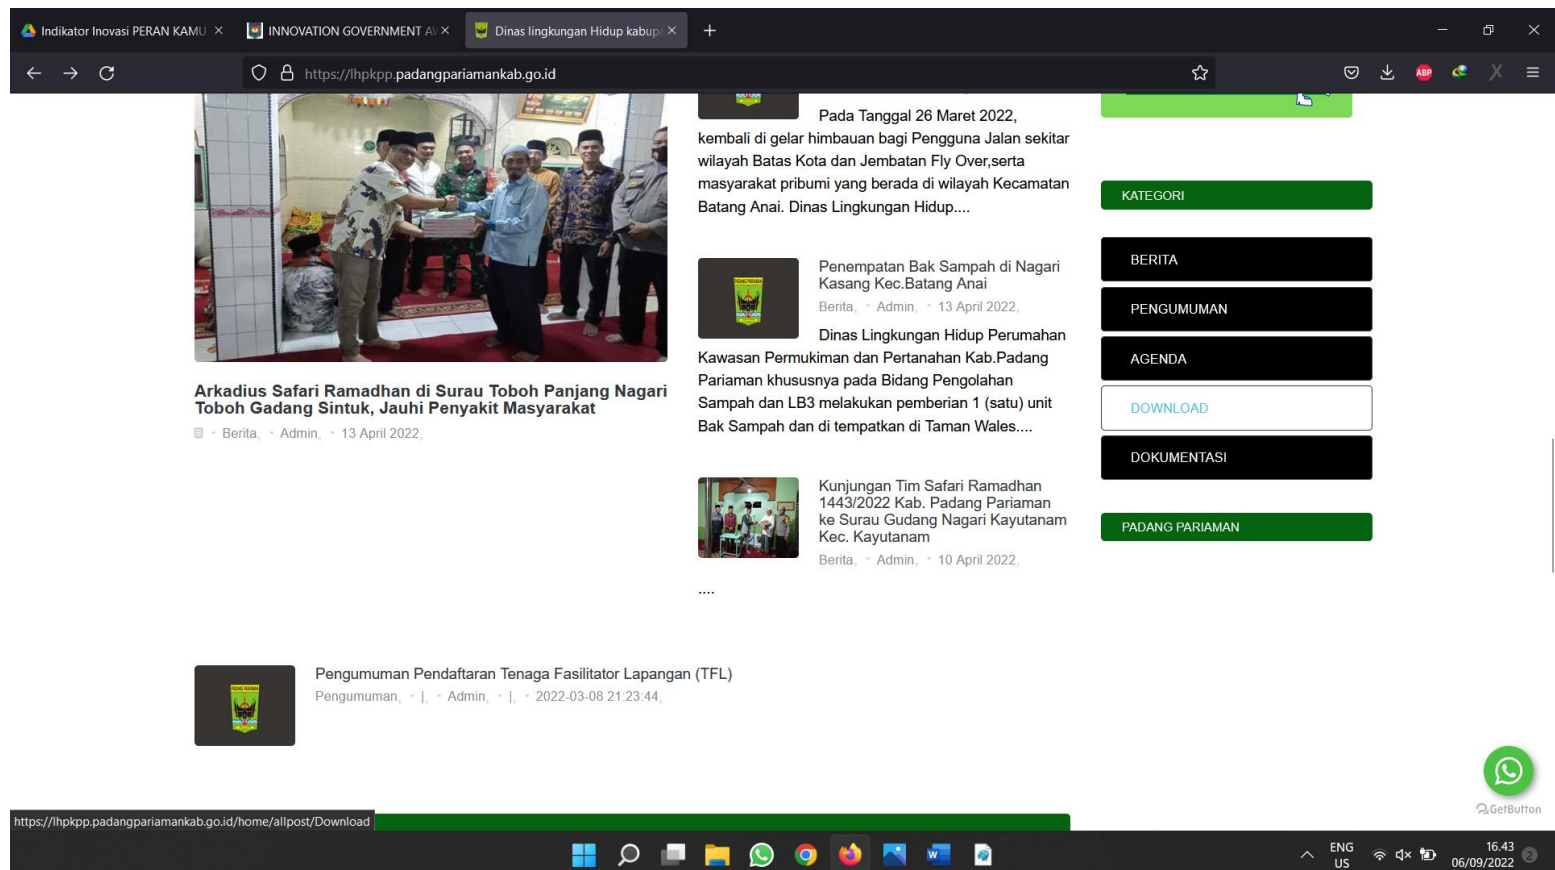 Indikator Inovasi PERAN KAMU
INNOVATION GOVERNMENT AW
Dinas lingkungan Hidup kabupa
https://lhpkpp.padangpariamankab.go.id
ABP
Pada Tanggal 26 Maret 2022,
kembali di gelar himbauan bagi Pengguna Jalan sekitar
wilayah Batas Kota dan Jembatan Fly Over,serta
masyarakat pribumi yang berada di wilayah Kecamatan
Batang Anai. Dinas Lingkungan Hidup....
Penempatan Bak Sampah di Nagari
Kasang Kec.Batang Anai
Berita, - Admin, - 13 April 2022,
Dinas Lingkungan Hidup Perumahan
Kawasan Permukiman dan Pertanahan Kab.Padang
Pariaman khususnya pada Bidang Pengolahan
Sampah dan LB3 melakukan pemberian 1 (satu) unit
Bak Sampah dan di tempatkan di Taman Wales....
Arkadius Safari Ramadhan di Surau Toboh Panjang Nagari
Toboh Gadang Sintuk, Jauhi Penyakit Masyarakat
- Berita, - Admin, - 13 April 2022,
Kunjungan Tim Safari Ramadhan
1443/2022 Kab. Padang Pariaman
ke Surau Gudang Nagari Kayutanam
Kec. Kayutanam
Berita, - Admin, - 10 April 2022,
....
KATEGORI
BERITA
PENGUMUMAN
AGENDA
DOWNLOAD
DOKUMENTASI
PADANG PARIAMAN
Pengumuman Pendaftaran Tenaga Fasilitator Lapangan (TFL)
Pengumuman, - |, - Admin, - |, - 2022-03-08 21:23:44,
GetButton
https://lhpkpp.padangpariamankab.go.id/home/allpost/Download
ENG
US
16.43
06/09/2022
2